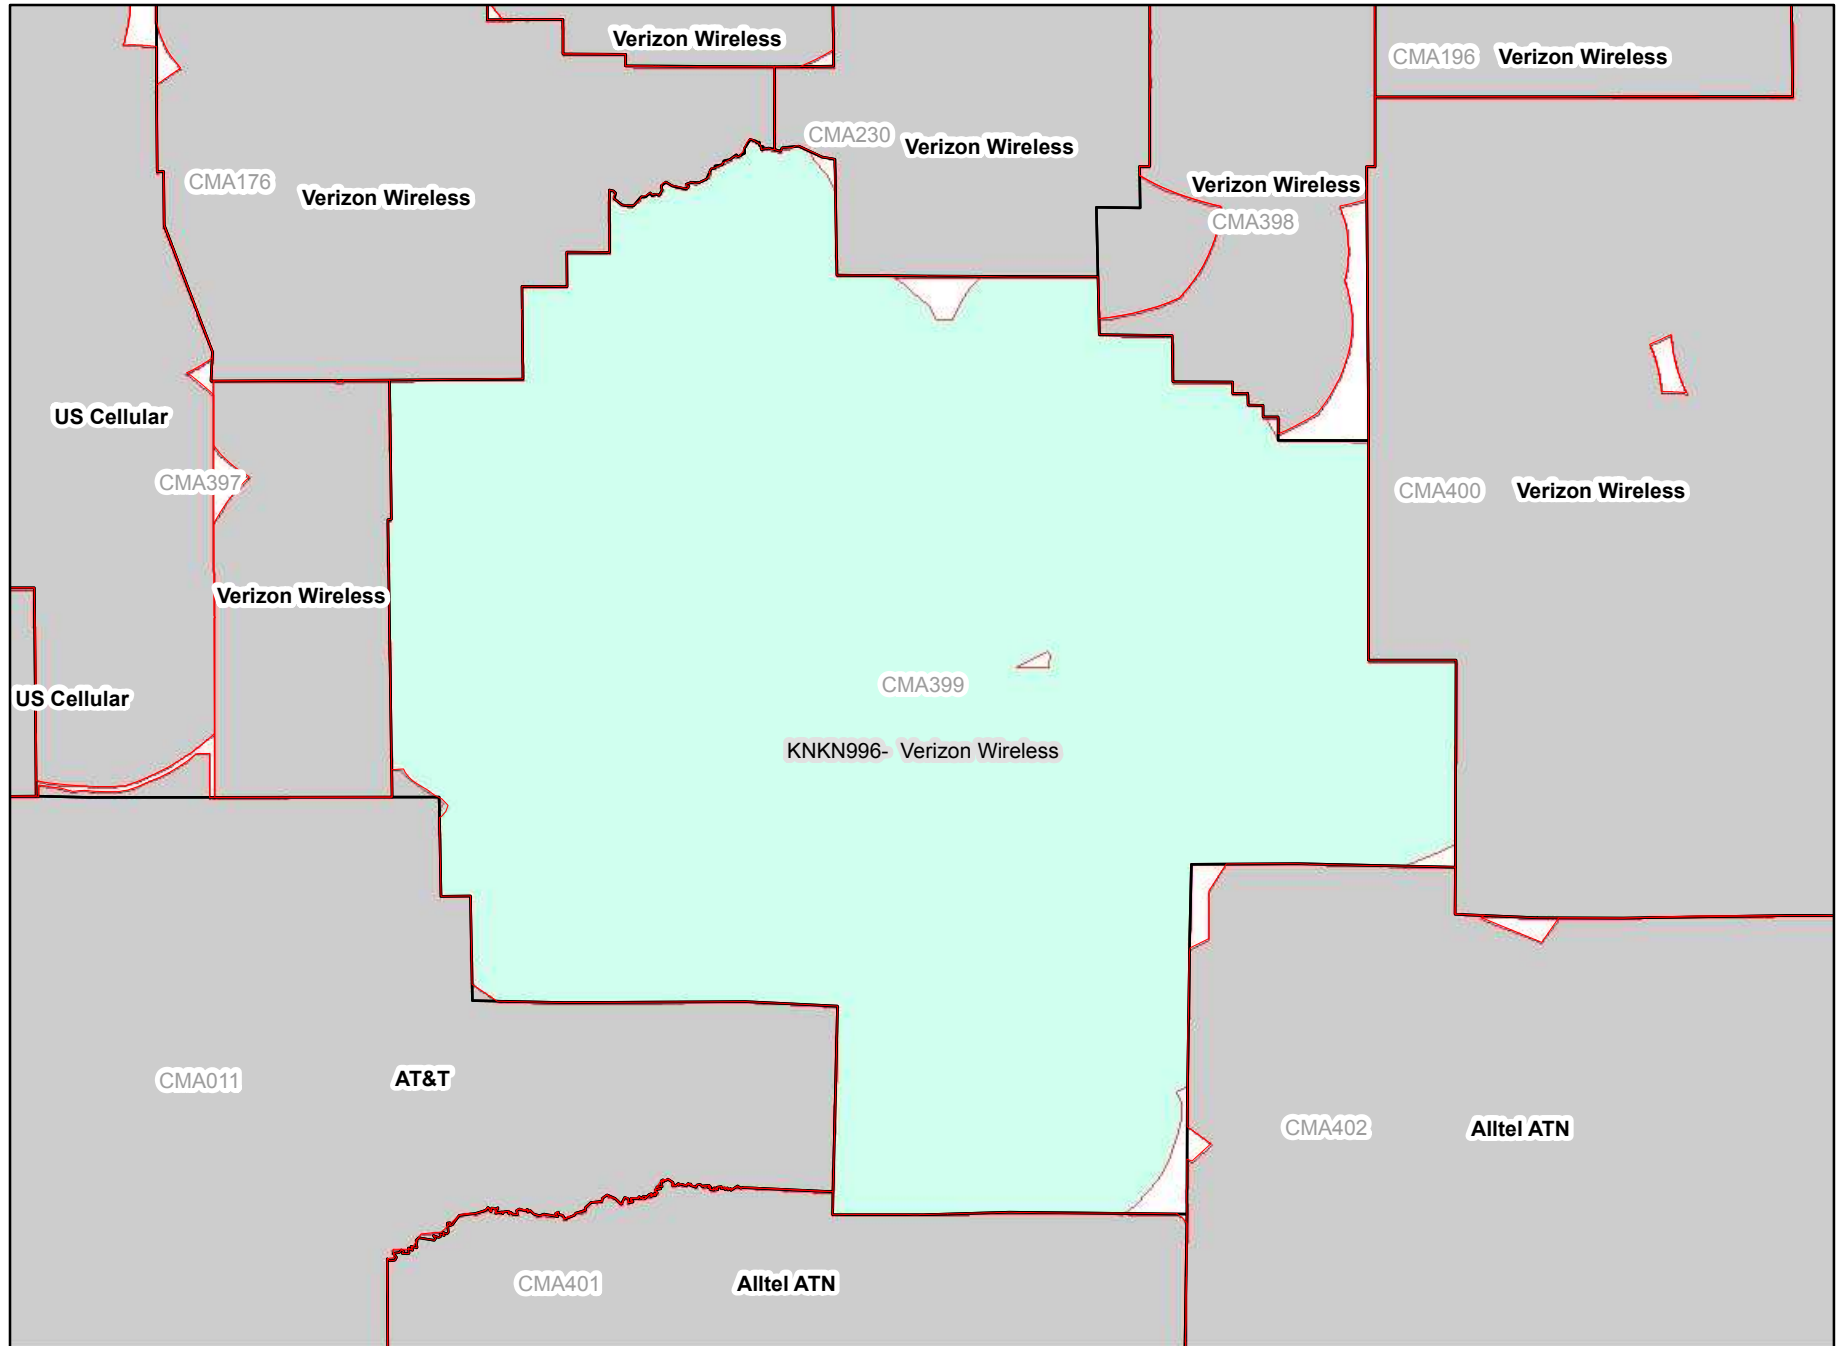 Verizon Wireless
CMA196 Verizon Wireless
CMA230 Verizon Wireless
CMA176 Verizon Wireless
Verizon Wireless
CMA398
US Cellular
CMA397
CMA400 Verizon Wireless
Verizon Wireless
US Cellular
CMA399
KNKN996- Verizon Wireless
CMA011 AT&T
CMA402 Alltel ATN
CMA401 Alltel ATN